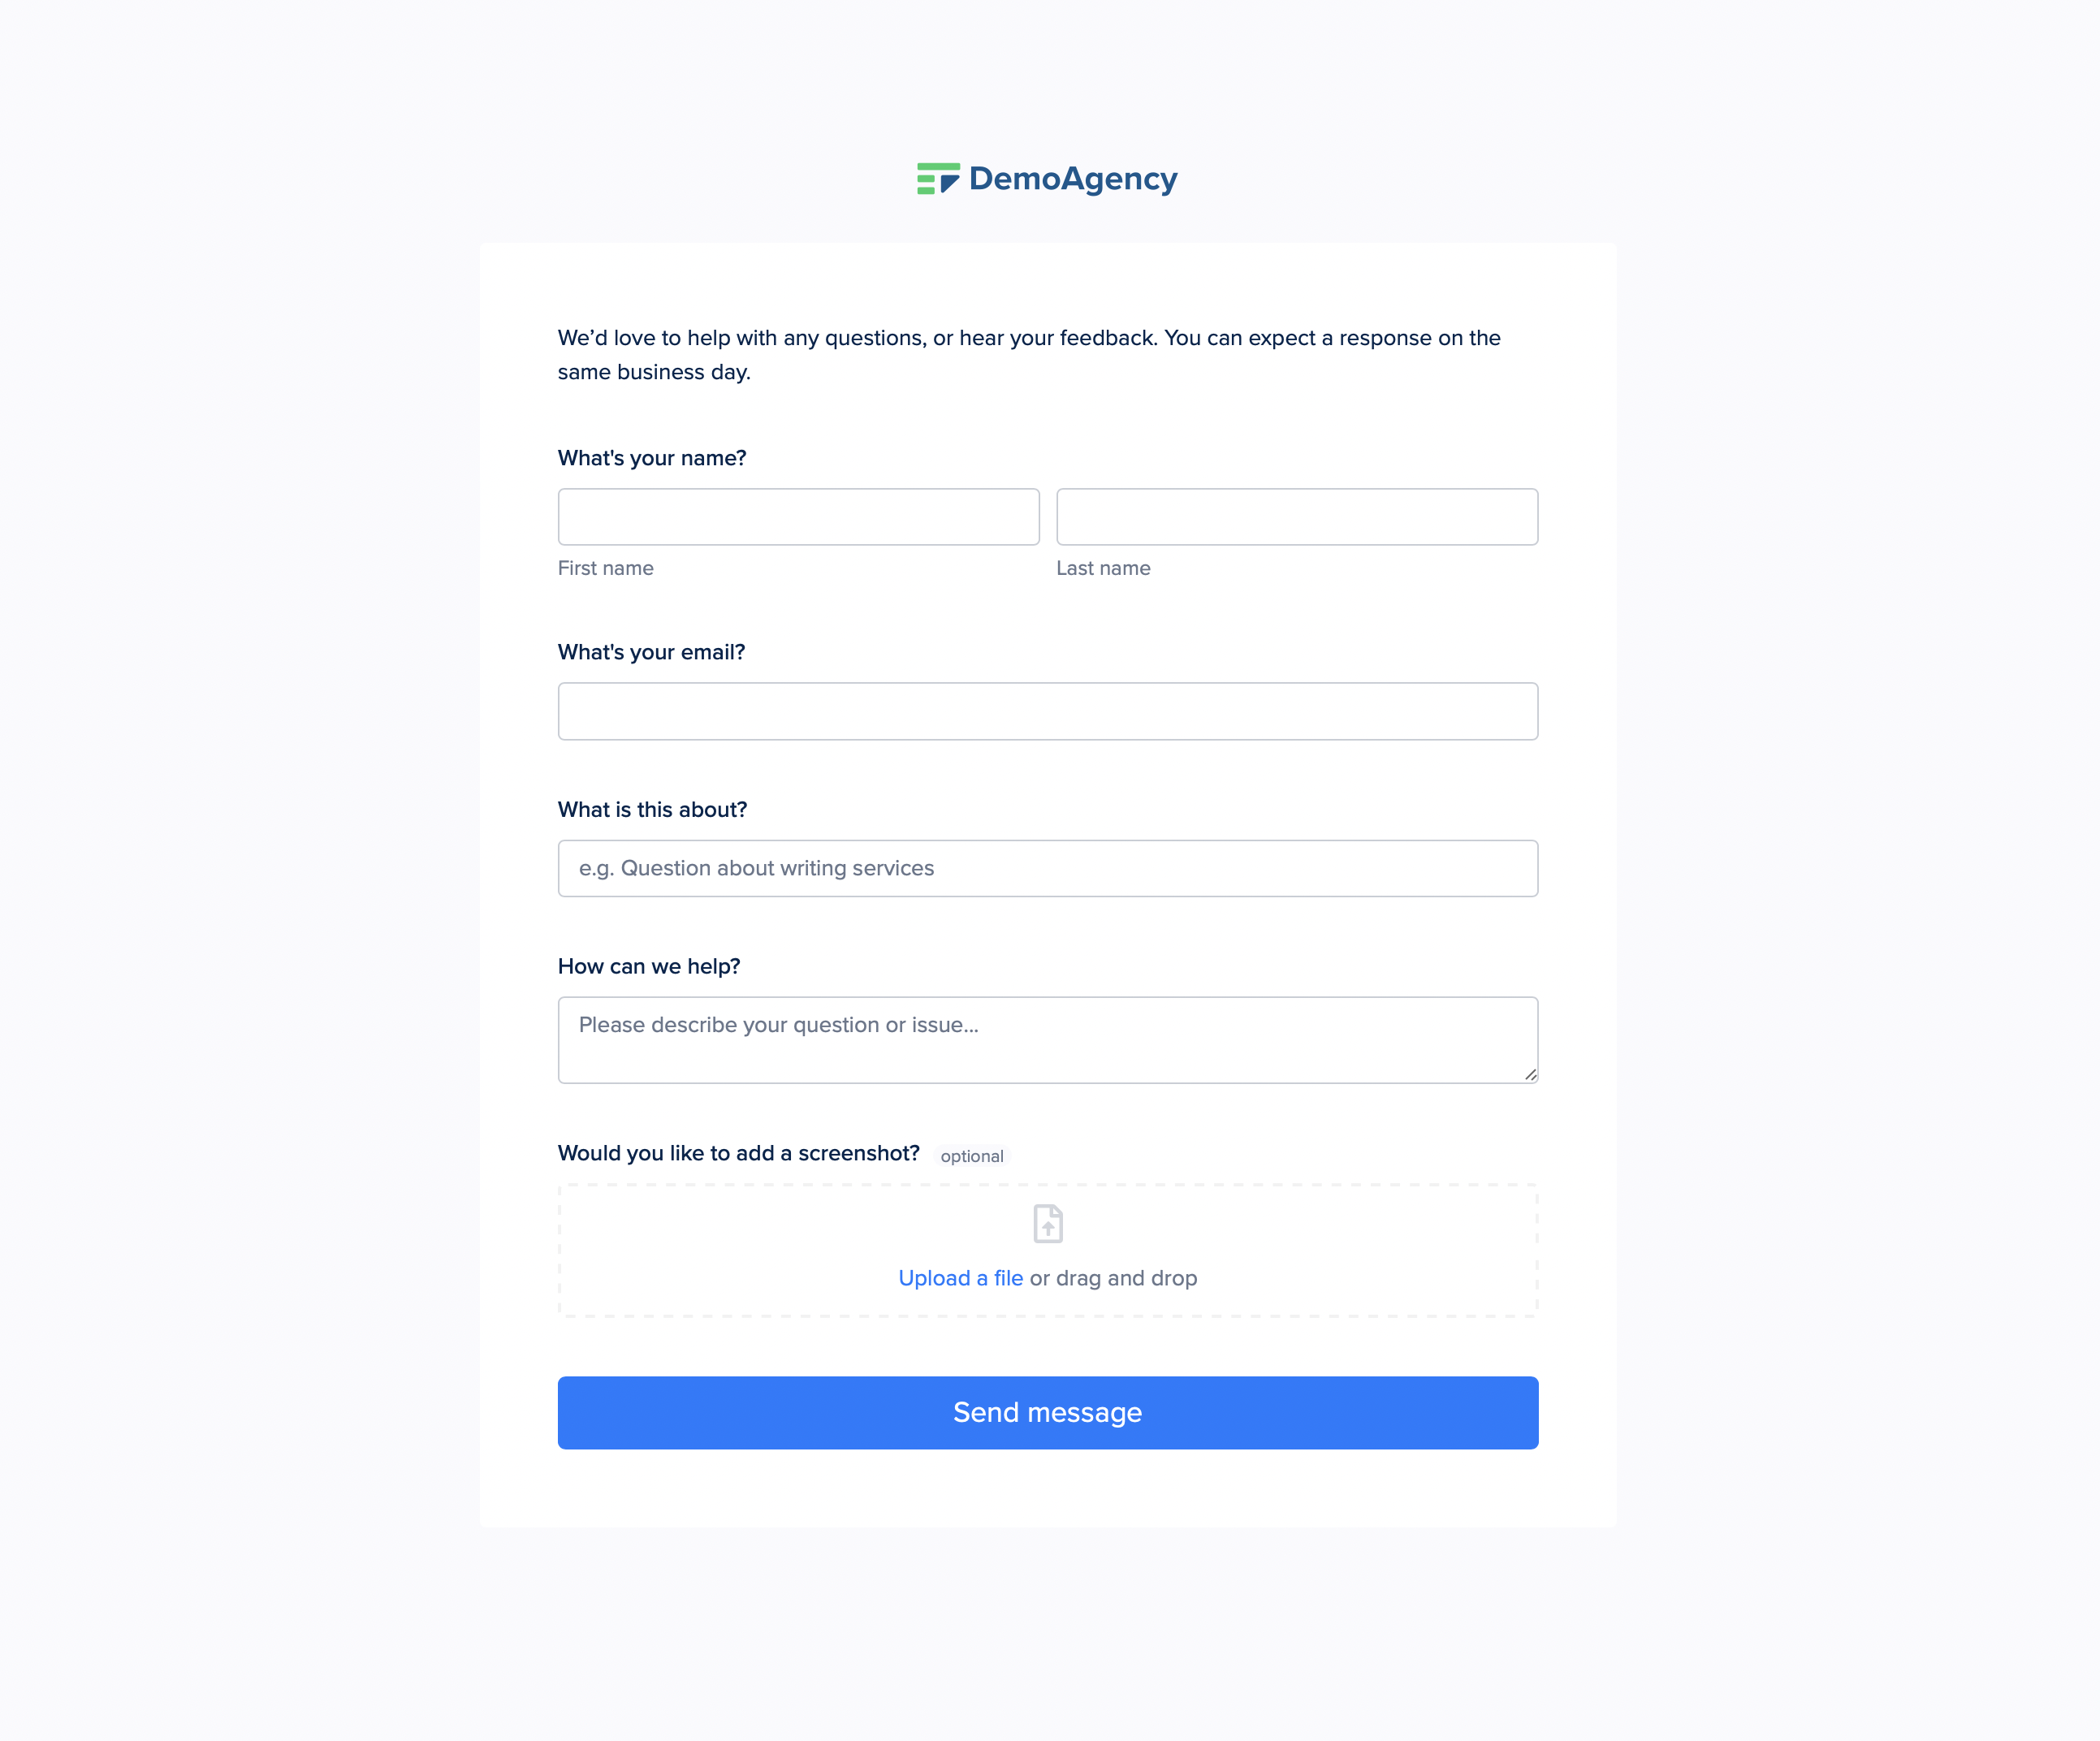 DemoAgency
We’d love to help with any questions, or hear your feedback. You can expect a response on the
same business day.
What's your name?
First name
Last name
What's your email?
What is this about?
e.g. Question about writing services
How can we help?
Please describe your question or issue...
Would you like to add a screenshot? optional
Upload a file or drag and drop
Send message